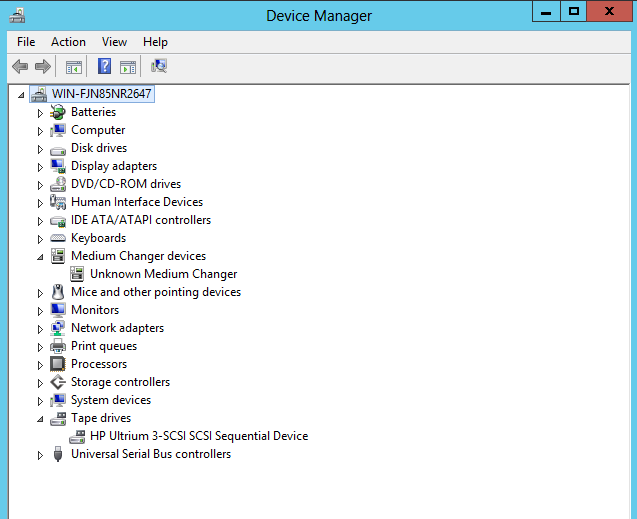 Device Manager
File Action View Help
WIN-FJN85NR2647
Batteries
Computer
Disk drives
Display adapters
DVD/CD-ROM drives
Human Interface Devices
IDE ATA/ATAPI controllers
Keyboards
Medium Changer devices
Unknown Medium Changer
Mice and other pointing devices
Monitors
Network adapters
Print queues
Processors
Storage controllers
System devices
Tape drives
HP Ultrium 3-SCSI SCSI Sequential Device
Universal Serial Bus controllers